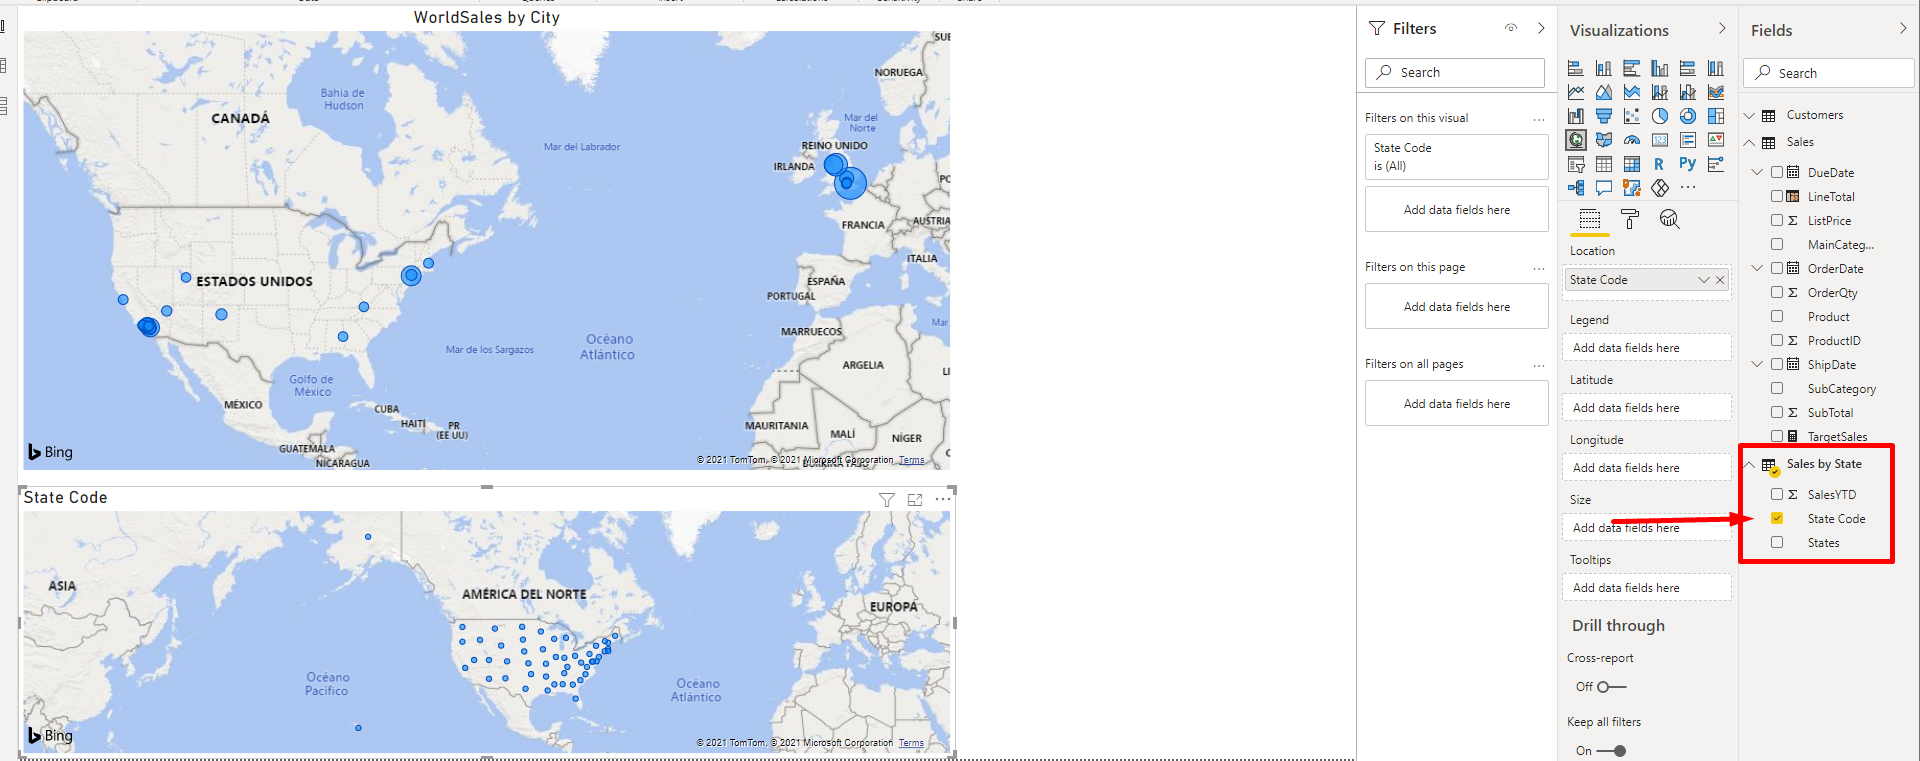 WorldSales by City
NORUEGA
Bahia de
Hudson
CANADÁ
Mar del
Norte
Mar del Labrador
REINO UNIDO
IRLANDA
FRANCIA
AUSTRIA
ITALIA
ESTADOS UNIDOS
ESPAÑA
PORTUGAL
MARRUECOS
Mar
Océano
Atlántico
Mar de los Sargazos
ARGELIA
Golfo de
México
MÉXICO
CUBA
HAITÍ
PR
(EE UU)
MAURITANIA
MALÍ
NÍGER
GUATEMALA
NICARAGUA
Bing
© 2021 TomTom, © 2021 Microsoft Corporation Terms
State Code
ASIA
AMÉRICA DEL NORTE
EUROPA
Océano
Pacífico
Océano
Atlántico
Bing
© 2021 TomTom, © 2021 Microsoft Corporation Terms
Filters
Search
Filters on this visual ...
State Code
is (All)
Add data fields here
Filters on this page ...
Add data fields here
Filters on all pages ...
Add data fields here
Visualizations
123
R
Py
...
Location
State Code
Legend
Add data fields here
Latitude
Add data fields here
Longitude
Add data fields here
Size
Add data fields here
Tooltips
Add data fields here
Drill through
Cross-report
Off
Keep all filters
On
Fields
Search
Customers
Sales
DueDate
LineTotal
Σ ListPrice
MainCateg...
OrderDate
Σ OrderQty
Product
Σ ProductID
ShipDate
SubCategory
Σ SubTotal
TargetSales
Sales by State
Σ SalesYTD
State Code
States